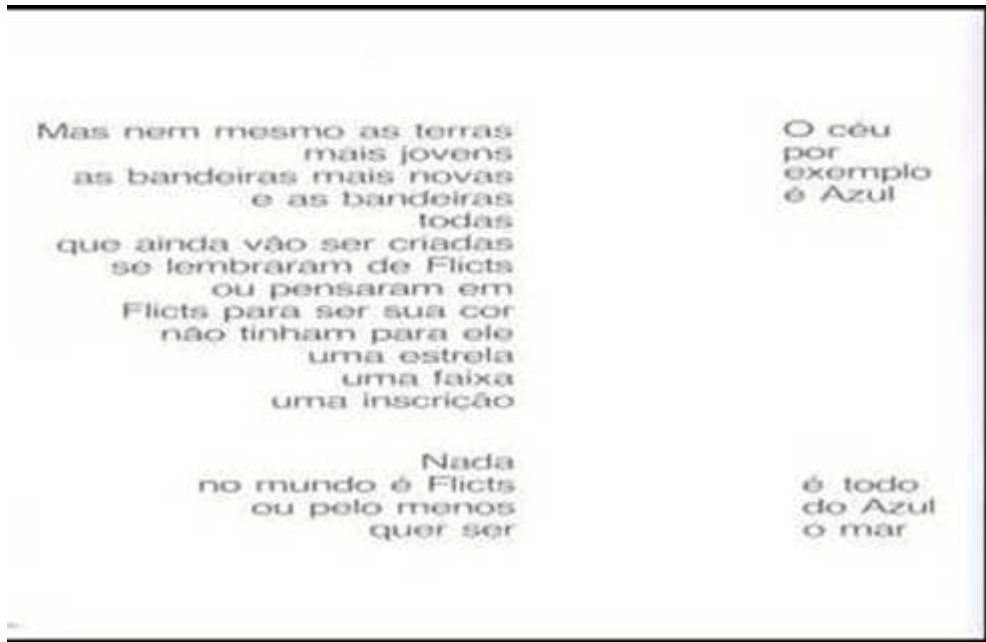 Mas nem mesmo as terras
mais jovens
as bandeiras mais novas
e as bandeiras
todas
que ainda vão ser criadas
se lembraram de Flicts
ou pensaram em
Flicts para ser sua cor
não tinham para ele
uma estrela
uma faixa
uma inscrição
Nada
no mundo é Flicts
ou pelo menos
quer ser
O céu
por
exemplo
é Azul
é todo
do Azul
o mar